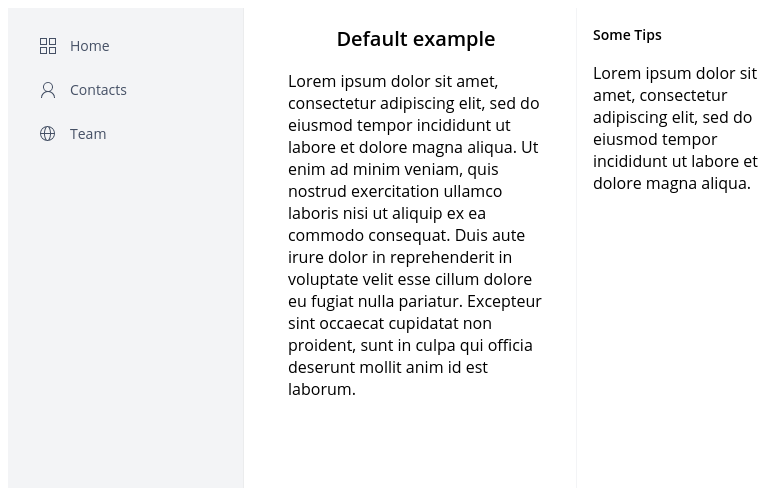 Home
Contacts
Team
Default example
Lorem ipsum dolor sit amet,
consectetur adipiscing elit, sed do
eiusmod tempor incididunt ut
labore et dolore magna aliqua. Ut
enim ad minim veniam, quis
nostrud exercitation ullamco
laboris nisi ut aliquip ex ea
commodo consequat. Duis aute
irure dolor in reprehenderit in
voluptate velit esse cillum dolore
eu fugiat nulla pariatur. Excepteur
sint occaecat cupidatat non
proident, sunt in culpa qui officia
deserunt mollit anim id est
laborum.
Some Tips
Lorem ipsum dolor sit
amet, consectetur
adipiscing elit, sed do
eiusmod tempor
incididunt ut labore et
dolore magna aliqua.